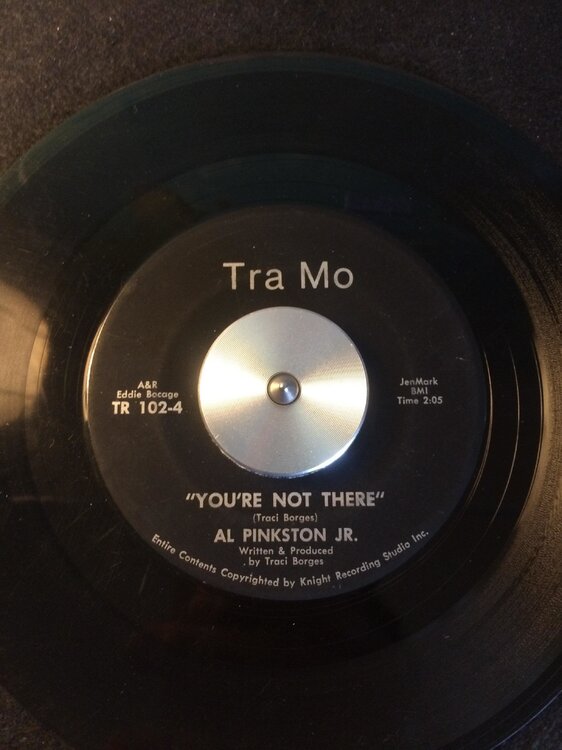 Tra Mo
A&R
Eddie Bocage
TR 102-4
JenMark
BMI
Time 2:05
"YOU'RE NOT THERE"
(Traci Borges)
AL PINKSTON JR.
Written & Produced
by Traci Borges
Entire Contents Copyrighted by Knight Recording Studio Inc.